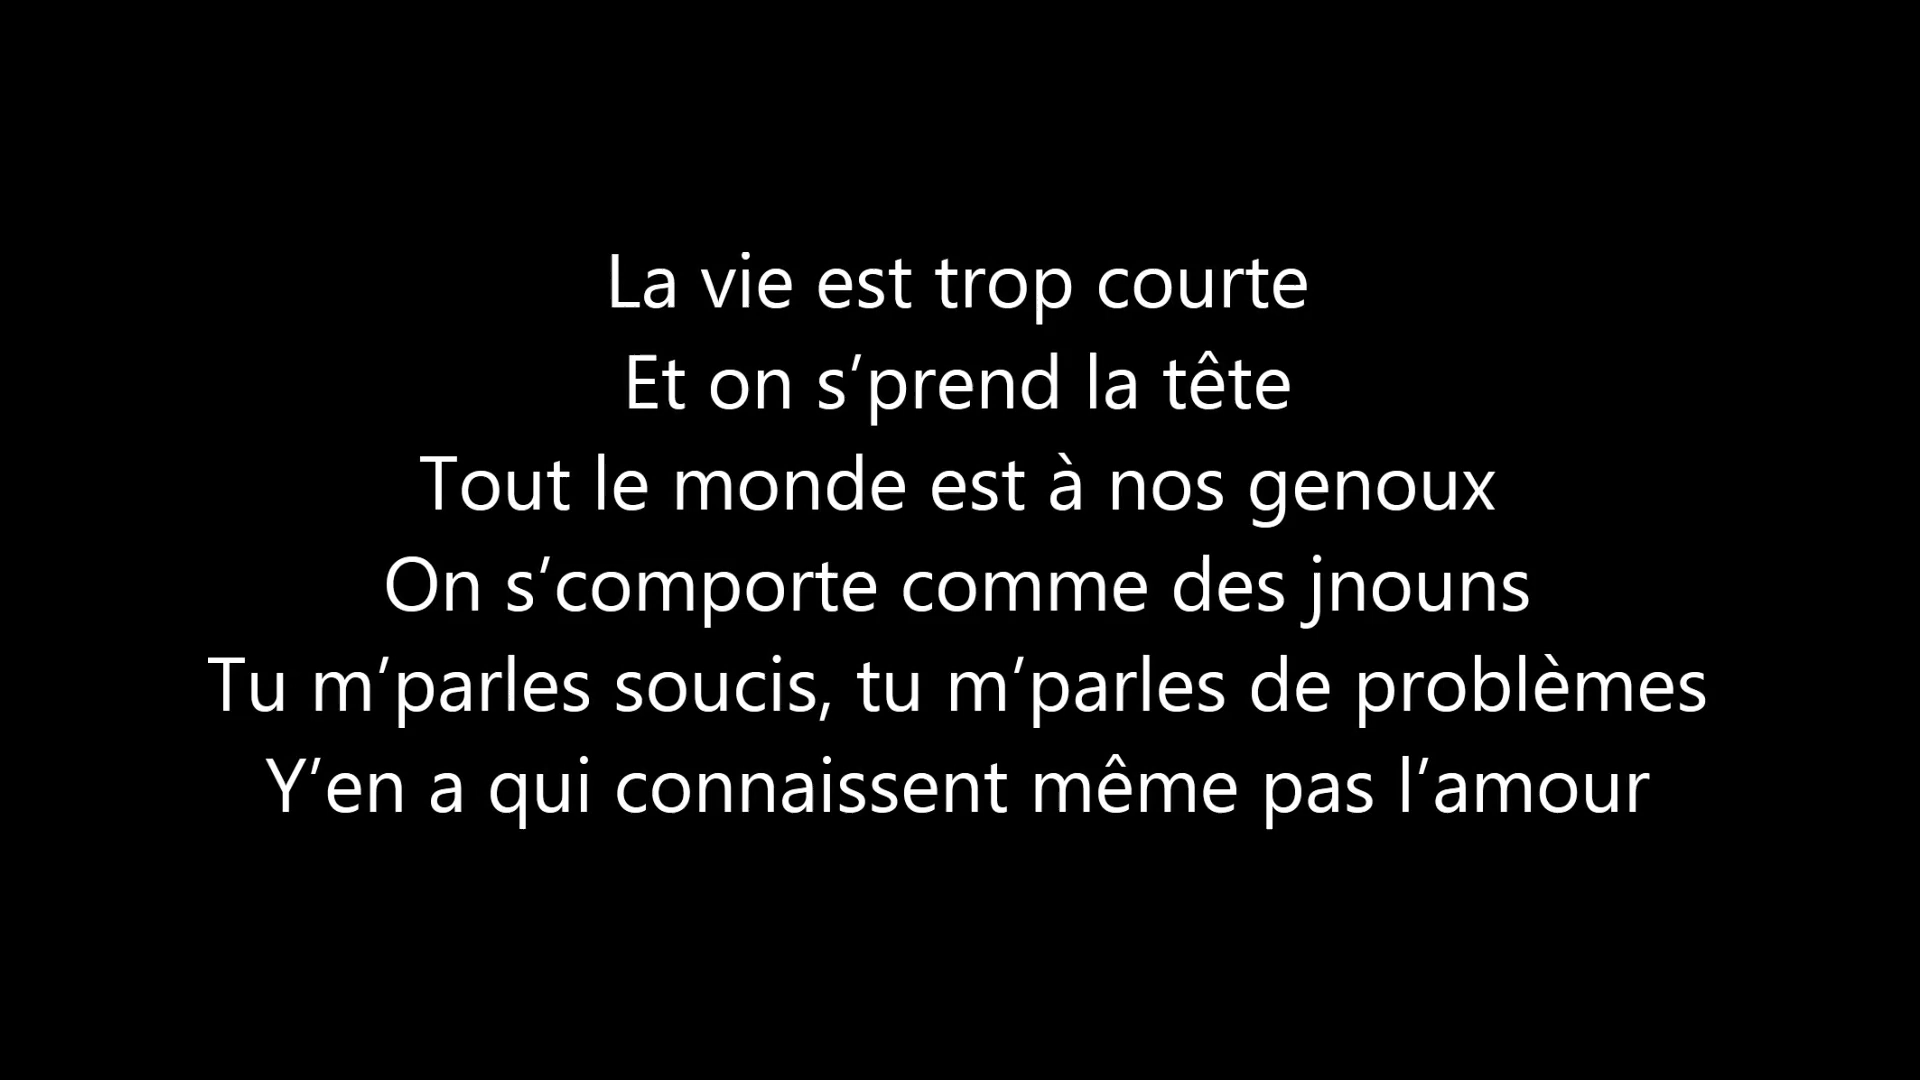 La vie est trop courte
Et on s’prend la tête
Tout le monde est à nos genoux
On s’comporte comme des jnouns
Tu m’parles soucis, tu m’parles de problèmes
Y’en a qui connaissent même pas l’amour